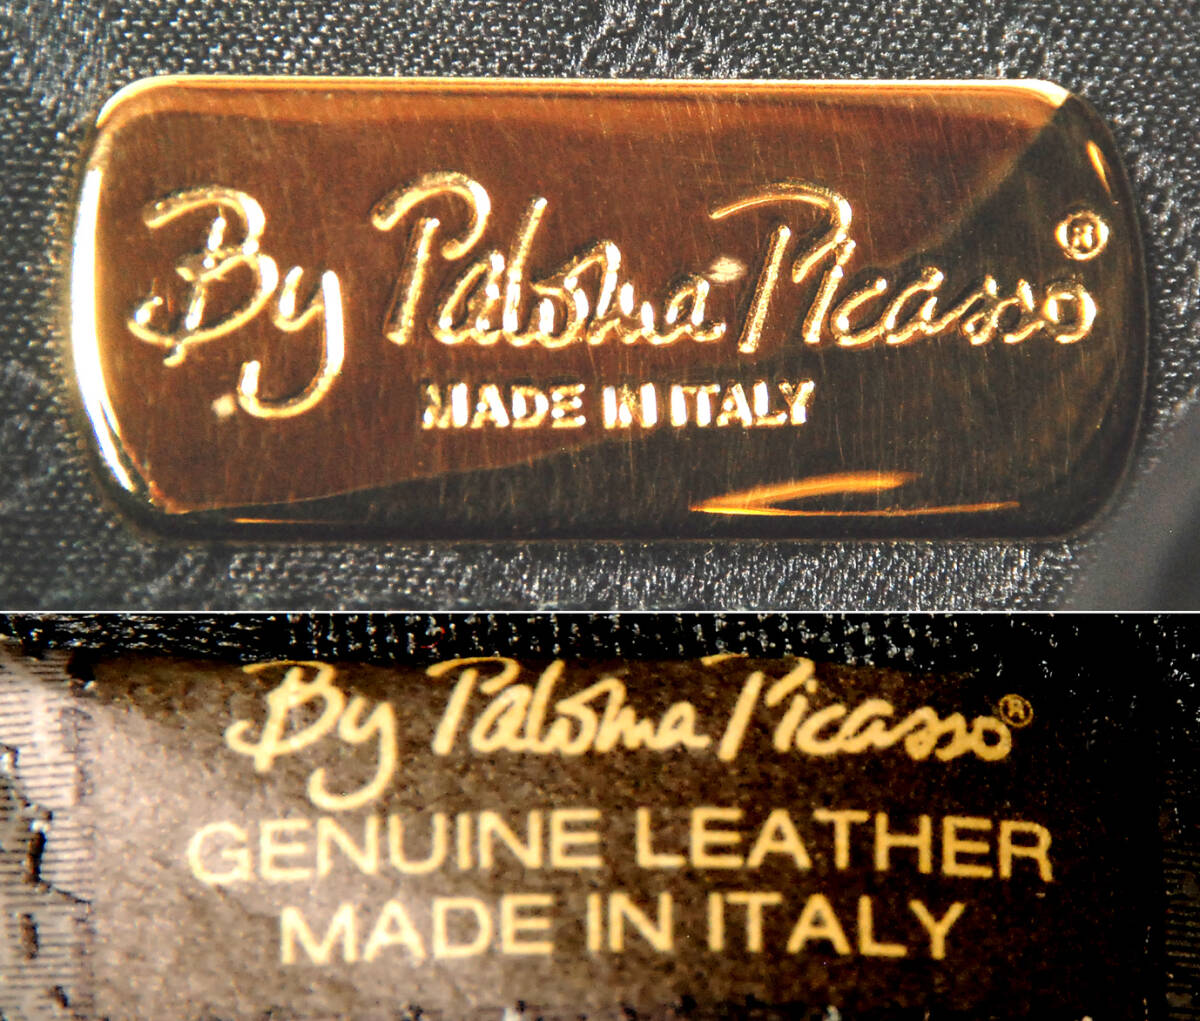 By Paloma Picasso ®
MADE IN ITALY
By Paloma Picasso ®
GENUINE LEATHER
MADE IN ITALY